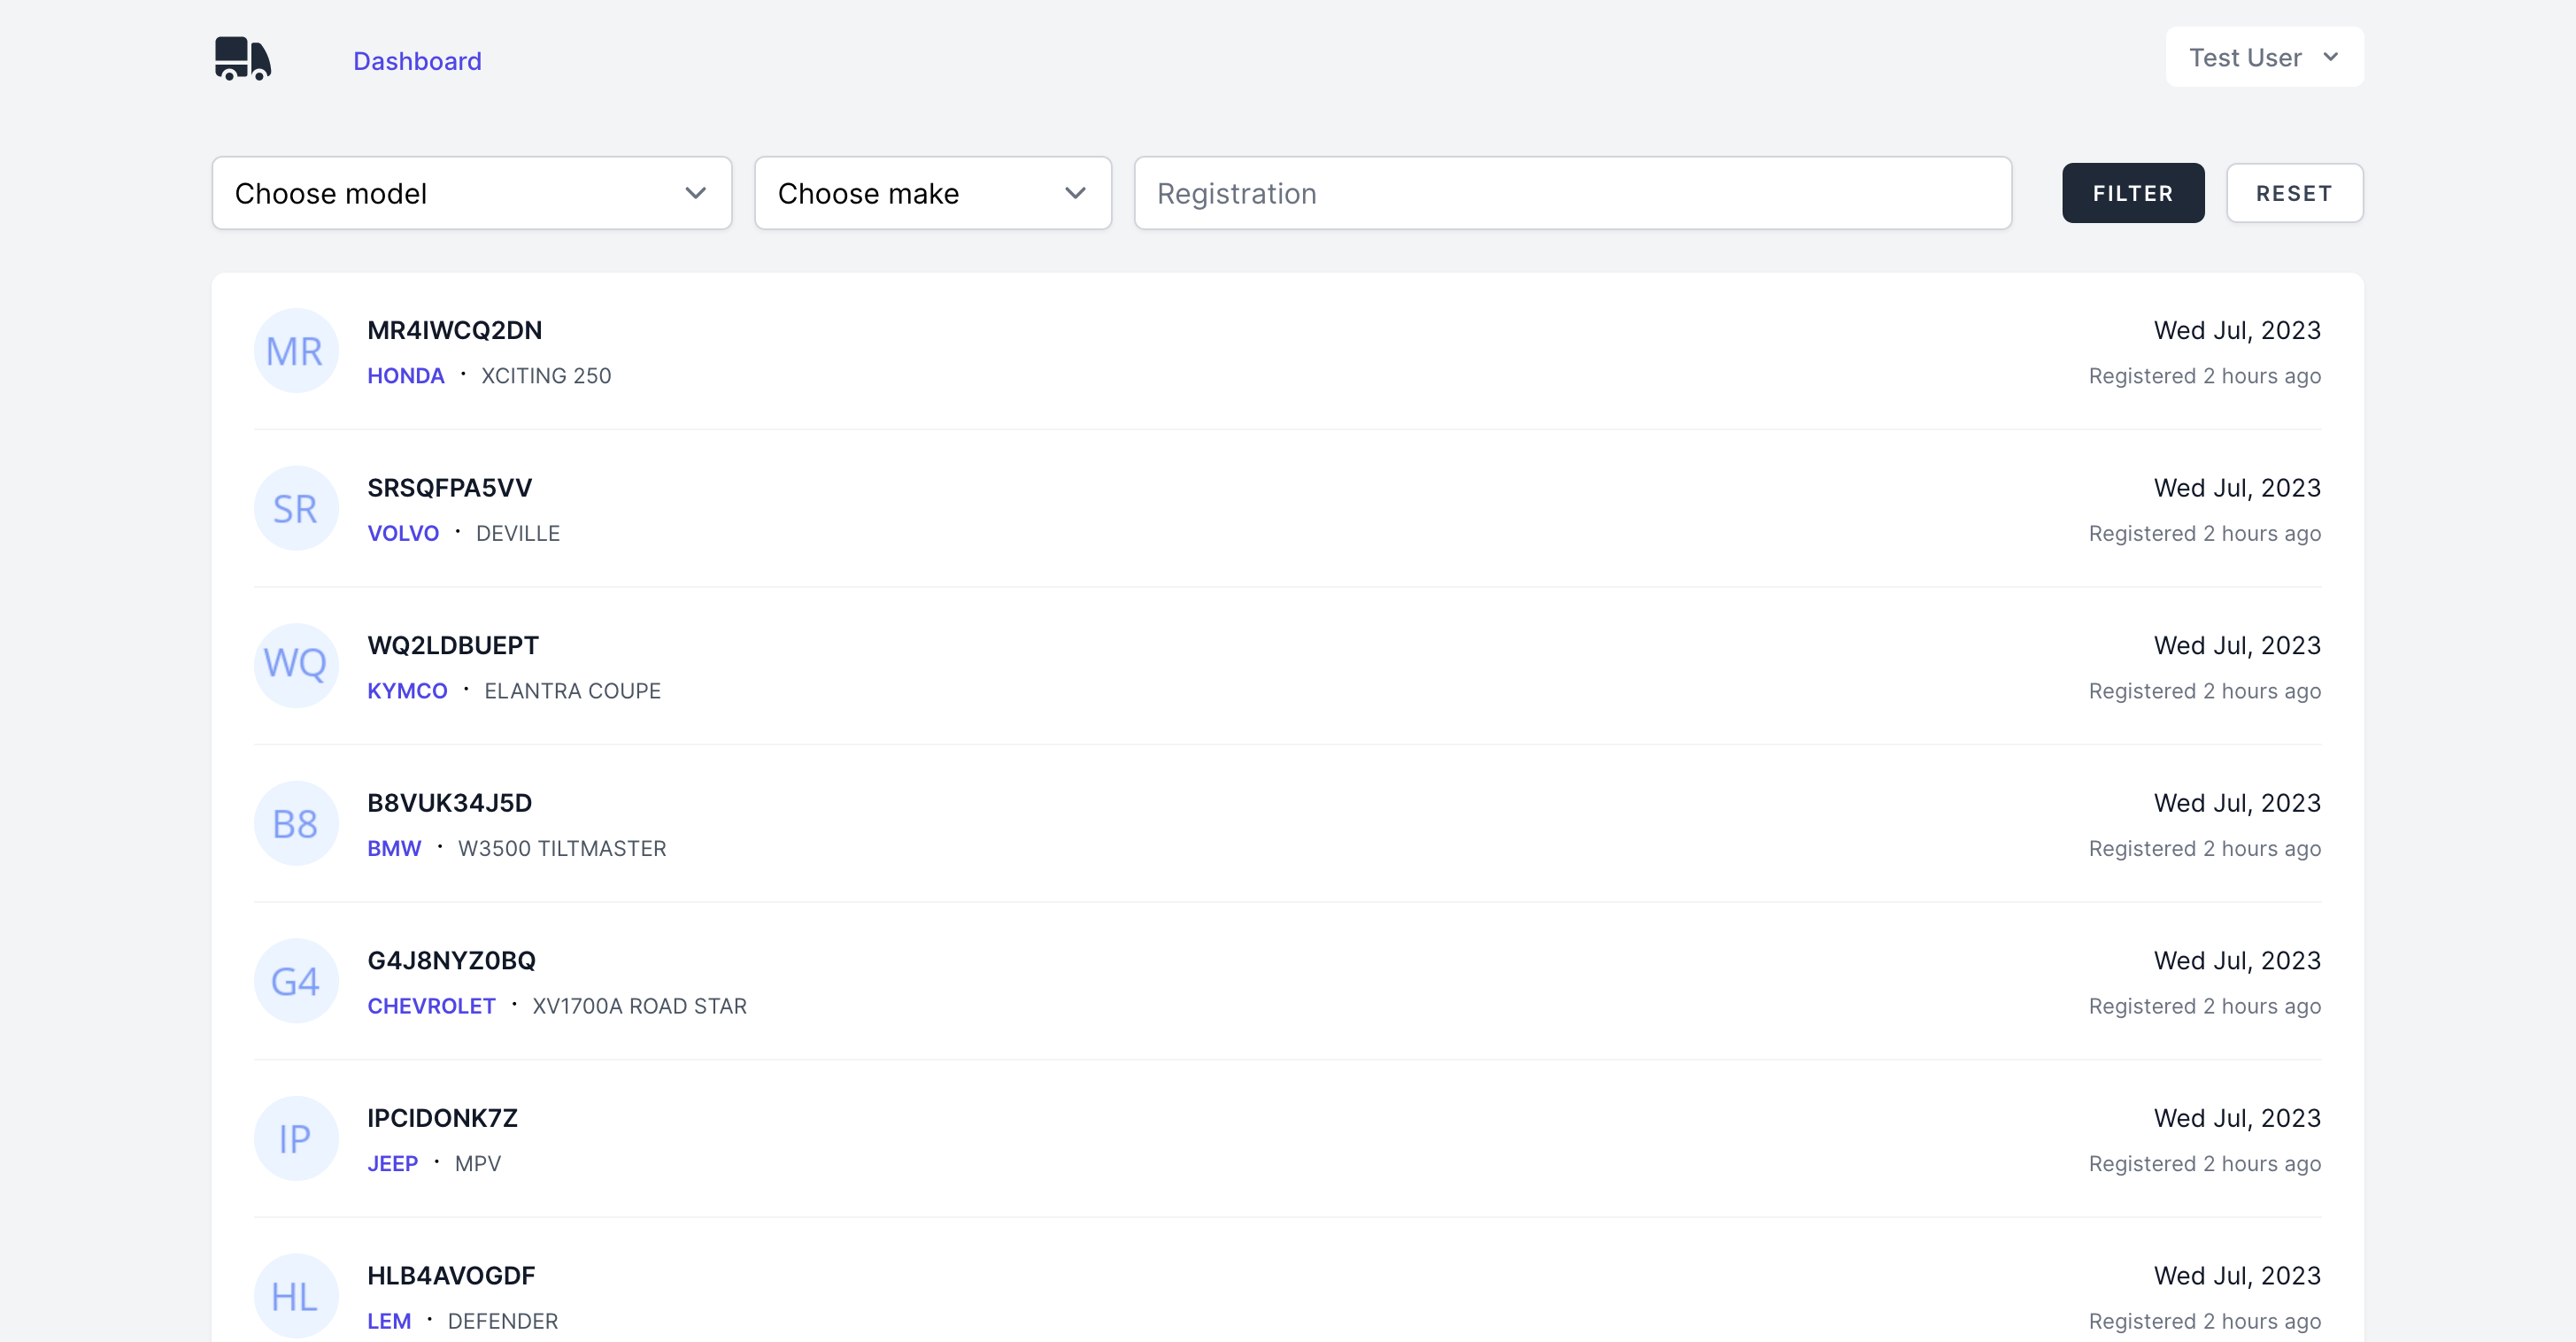 Dashboard
Test User
Choose model
Choose make
Registration
FILTER
RESET
MR
MR4IWCQ2DN
HONDA · XCITING 250
Wed Jul, 2023
Registered 2 hours ago
SR
SRSQFPA5VV
VOLVO · DEVILLE
Wed Jul, 2023
Registered 2 hours ago
WQ
WQ2LDBUEPT
KYMCO · ELANTRA COUPE
Wed Jul, 2023
Registered 2 hours ago
B8
B8VUK34J5D
BMW · W3500 TILTMASTER
Wed Jul, 2023
Registered 2 hours ago
G4
G4J8NYZ0BQ
CHEVROLET · XV1700A ROAD STAR
Wed Jul, 2023
Registered 2 hours ago
IP
IPCIDONK7Z
JEEP · MPV
Wed Jul, 2023
Registered 2 hours ago
HL
HLB4AVOGDF
LEM · DEFENDER
Wed Jul, 2023
Registered 2 hours ago